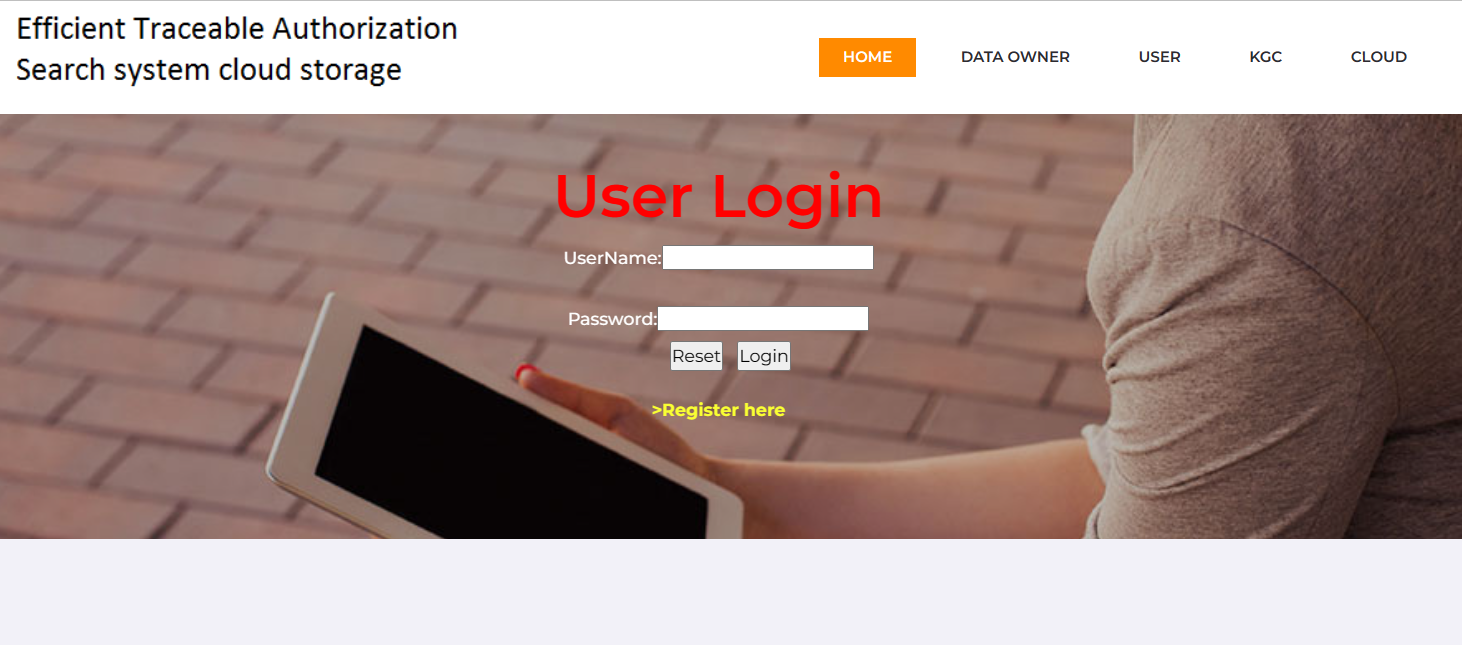 Efficient Traceable Authorization
Search system cloud storage
HOME DATA OWNER USER KGC CLOUD
User Login
UserName:
Password:
Reset Login
>Register here